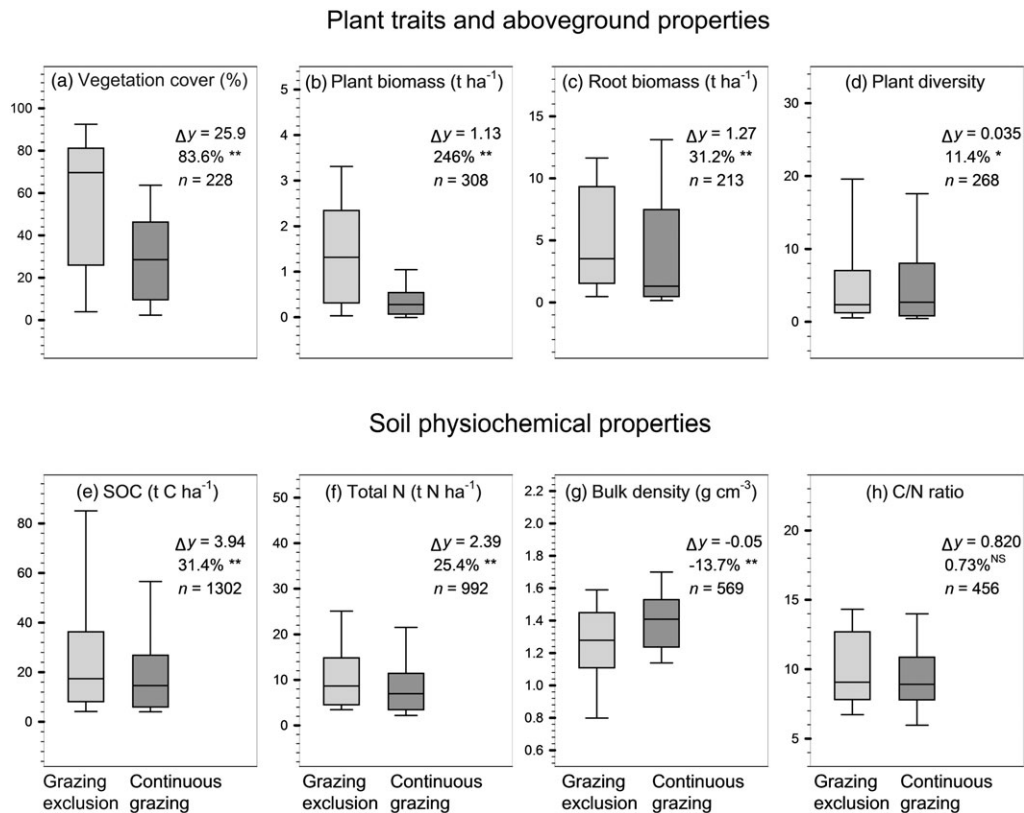 Plant traits and aboveground properties
(a) Vegetation cover (%)
100
80
60
40
20
0
Δy = 25.9
83.6% **
n = 228
(b) Plant biomass (t ha⁻¹)
5
4
3
2
1
0
Δy = 1.13
246% **
n = 308
(c) Root biomass (t ha⁻¹)
15
10
5
0
Δy = 1.27
31.2% **
n = 213
(d) Plant diversity
30
20
10
0
Δy = 0.035
11.4% *
n = 268
Soil physiochemical properties
(e) SOC (t C ha⁻¹)
80
60
40
20
0
Δy = 3.94
31.4% **
n = 1302
(f) Total N (t N ha⁻¹)
50
40
30
20
10
0
Δy = 2.39
25.4% **
n = 992
(g) Bulk density (g cm⁻³)
2.2
2.0
1.8
1.6
1.4
1.2
1.0
0.8
0.6
Δy = -0.05
-13.7% **
n = 569
(h) C/N ratio
20
15
10
5
Δy = 0.820
0.73%ᴺˢ
n = 456
Grazing
exclusion
Continuous
grazing
Grazing
exclusion
Continuous
grazing
Grazing
exclusion
Continuous
grazing
Grazing
exclusion
Continuous
grazing